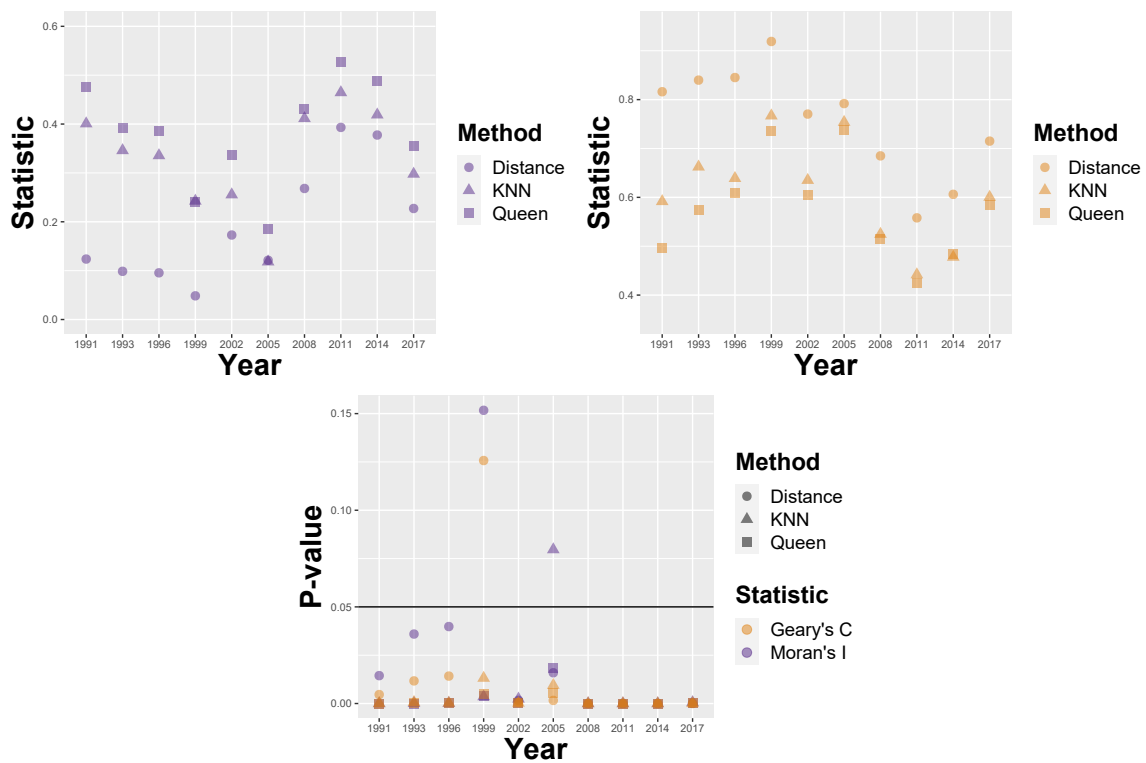 0.6
0.4
0.2
0.0
Statistic
1991 1993 1996 1999 2002 2005 2008 2011 2014 2017
Year
Method
Distance
KNN
Queen
0.8
0.6
0.4
Statistic
1991 1993 1996 1999 2002 2005 2008 2011 2014 2017
Year
Method
Distance
KNN
Queen
0.15
0.10
0.05
0.00
P-value
1991 1993 1996 1999 2002 2005 2008 2011 2014 2017
Year
Method
Distance
KNN
Queen
Statistic
Geary's C
Moran's I